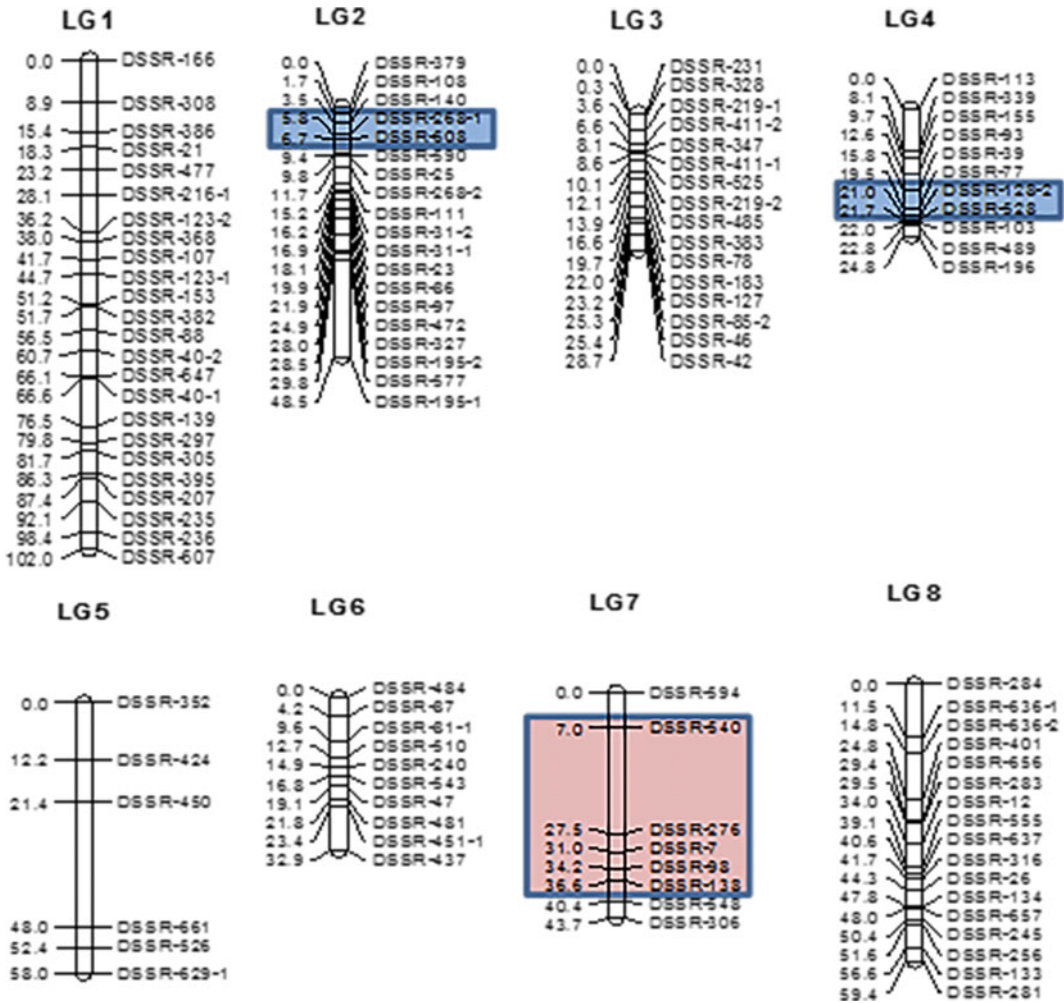 LG1
0.0 DSSR-166
8.9 DSSR-308
15.4 DSSR-386
18.3 DSSR-21
23.2 DSSR-477
28.1 DSSR-216-1
36.2 DSSR-123-2
38.0 DSSR-368
41.7 DSSR-107
44.7 DSSR-123-1
51.2 DSSR-153
51.7 DSSR-382
56.5 DSSR-88
60.7 DSSR-40-2
66.1 DSSR-647
66.6 DSSR-40-1
76.5 DSSR-139
79.8 DSSR-297
81.7 DSSR-305
86.3 DSSR-395
87.4 DSSR-207
92.1 DSSR-235
98.4 DSSR-236
102.0 DSSR-607
LG2
0.0 DSSR-379
1.7 DSSR-108
3.5 DSSR-140
5.8 DSSR-268-1
6.7 DSSR-608
9.4 DSSR-590
9.8 DSSR-25
11.7 DSSR-268-2
15.2 DSSR-111
16.2 DSSR-31-2
16.9 DSSR-31-1
18.1 DSSR-23
19.9 DSSR-86
21.9 DSSR-97
24.9 DSSR-472
28.0 DSSR-327
28.5 DSSR-195-2
29.8 DSSR-577
48.5 DSSR-195-1
LG3
0.0 DSSR-231
0.3 DSSR-328
3.6 DSSR-219-1
6.6 DSSR-411-2
8.1 DSSR-347
8.6 DSSR-411-1
10.1 DSSR-525
12.1 DSSR-219-2
13.9 DSSR-485
16.6 DSSR-383
19.7 DSSR-78
22.0 DSSR-183
23.2 DSSR-127
25.3 DSSR-85-2
25.4 DSSR-46
28.7 DSSR-42
LG4
0.0 DSSR-113
8.1 DSSR-339
9.7 DSSR-155
12.6 DSSR-93
15.8 DSSR-39
19.5 DSSR-77
21.0 DSSR-128-2
21.7
22.0 DSSR-103
22.8 DSSR-489
24.8 DSSR-196
LG5
0.0 DSSR-352
12.2 DSSR-424
21.4 DSSR-450
48.0 DSSR-661
52.4 DSSR-526
58.0 DSSR-629-1
LG6
0.0 DSSR-484
4.2 DSSR-87
9.6 DSSR-61-1
12.7 DSSR-510
14.9 DSSR-240
16.8 DSSR-543
19.1 DSSR-47
21.8 DSSR-481
23.4 DSSR-451-1
32.9 DSSR-437
LG7
0.0 DSSR-594
7.0 DSSR-540
27.5 DSSR-276
31.0 DSSR-7
34.2 DSSR-98
36.6 DSSR-138
40.4 DSSR-548
43.7 DSSR-306
LG8
0.0 DSSR-284
11.5 DSSR-636-1
14.8 DSSR-636-2
24.8 DSSR-401
29.4 DSSR-656
29.5 DSSR-283
34.0 DSSR-12
39.1 DSSR-555
40.6 DSSR-637
41.7 DSSR-316
44.3 DSSR-26
47.8 DSSR-134
48.0 DSSR-657
50.4 DSSR-245
51.6 DSSR-256
56.6 DSSR-133
59.4 DSSR-281